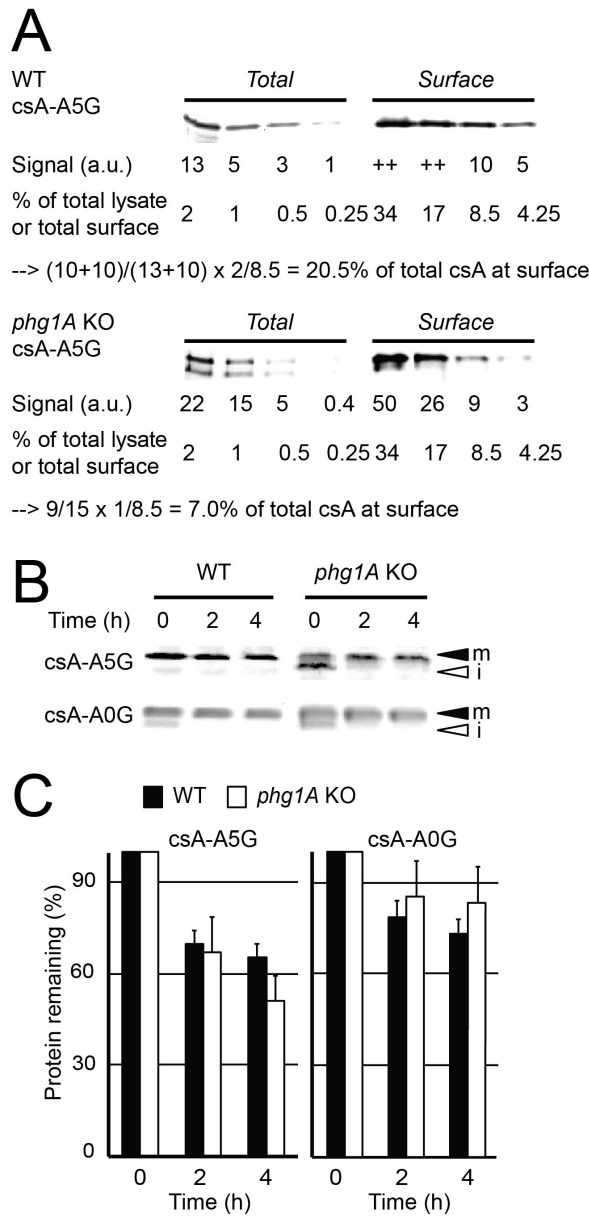 A
WT
csA-A5G
Total Surface
Signal (a.u.) 13 5 3 1 ++ ++ 10 5
% of total lysate
or total surface 2 1 0.5 0.25 34 17 8.5 4.25
--> (10+10)/(13+10) x 2/8.5 = 20.5% of total csA at surface
phg1A KO
csA-A5G
Total Surface
Signal (a.u.) 22 15 5 0.4 50 26 9 3
% of total lysate
or total surface 2 1 0.5 0.25 34 17 8.5 4.25
--> 9/15 x 1/8.5 = 7.0% of total csA at surface
B
WT phg1A KO
Time (h) 0 2 4 0 2 4
csA-A5G m
i
csA-A0G m
i
C
WT phg1A KO
csA-A5G csA-A0G
Protein remaining (%)
90
60
30
0
0 2 4 0 2 4
Time (h) Time (h)